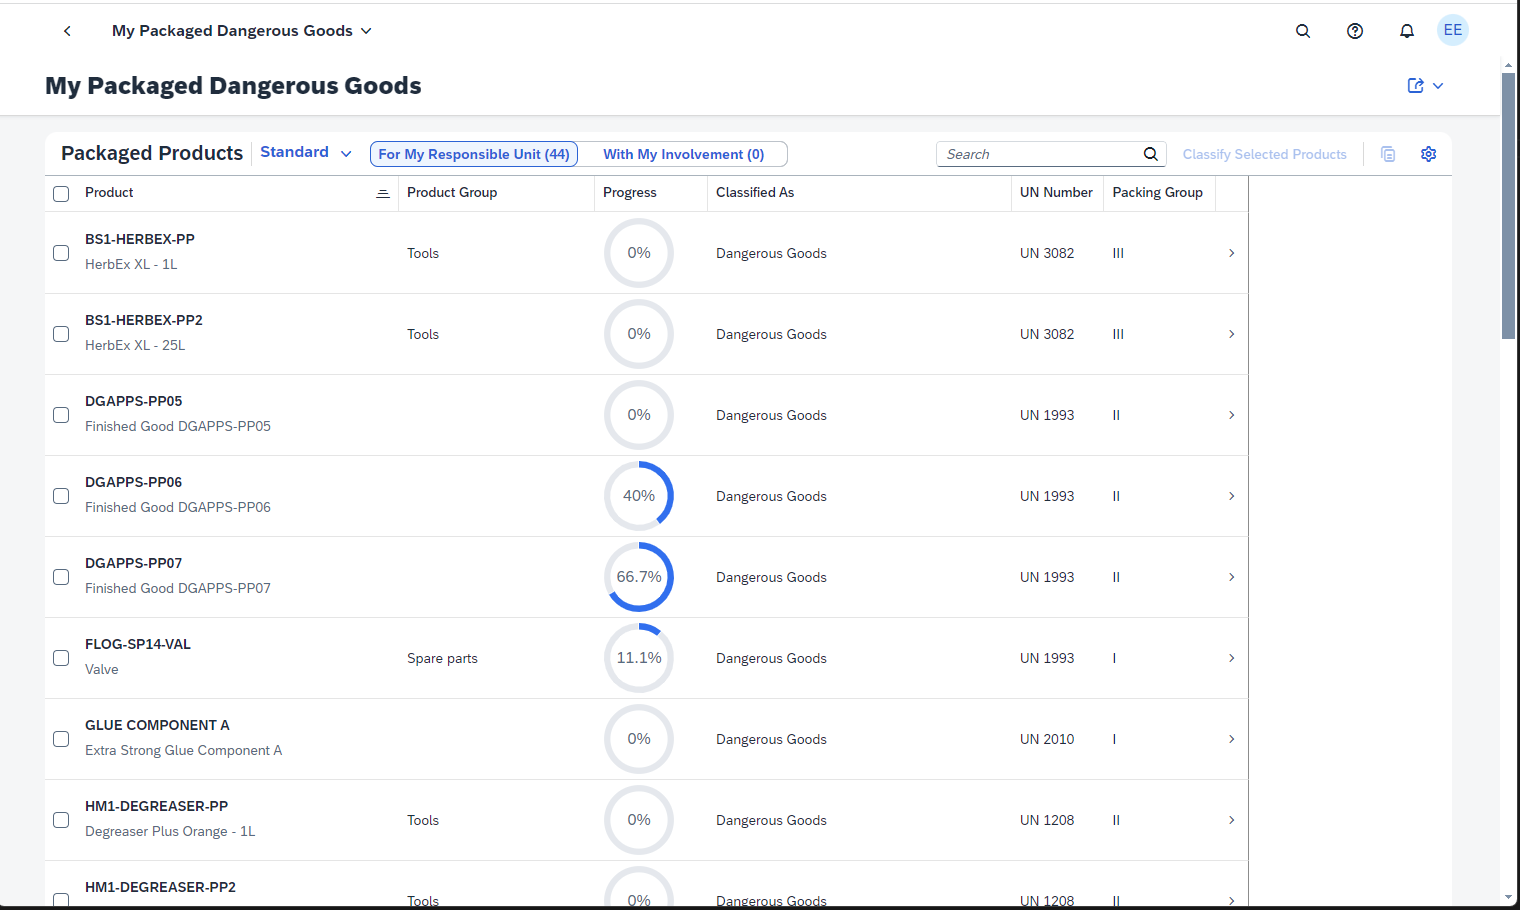 My Packaged Dangerous Goods
EE
My Packaged Dangerous Goods
Packaged Products Standard For My Responsible Unit (44) With My Involvement (0) Search Classify Selected Products
Product Product Group Progress Classified As UN Number Packing Group
BS1-HERBEX-PP
HerbEx XL - 1L
Tools 0% Dangerous Goods UN 3082 III
BS1-HERBEX-PP2
HerbEx XL - 25L
Tools 0% Dangerous Goods UN 3082 III
DGAPPS-PP05
Finished Good DGAPPS-PP05
0% Dangerous Goods UN 1993 II
DGAPPS-PP06
Finished Good DGAPPS-PP06
40% Dangerous Goods UN 1993 II
DGAPPS-PP07
Finished Good DGAPPS-PP07
66.7% Dangerous Goods UN 1993 II
FLOG-SP14-VAL
Valve
Spare parts 11.1% Dangerous Goods UN 1993 I
GLUE COMPONENT A
Extra Strong Glue Component A
0% Dangerous Goods UN 2010 I
HM1-DEGREASER-PP
Degreaser Plus Orange - 1L
Tools 0% Dangerous Goods UN 1208 II
HM1-DEGREASER-PP2
Tools 0% Dangerous Goods UN 1208 II